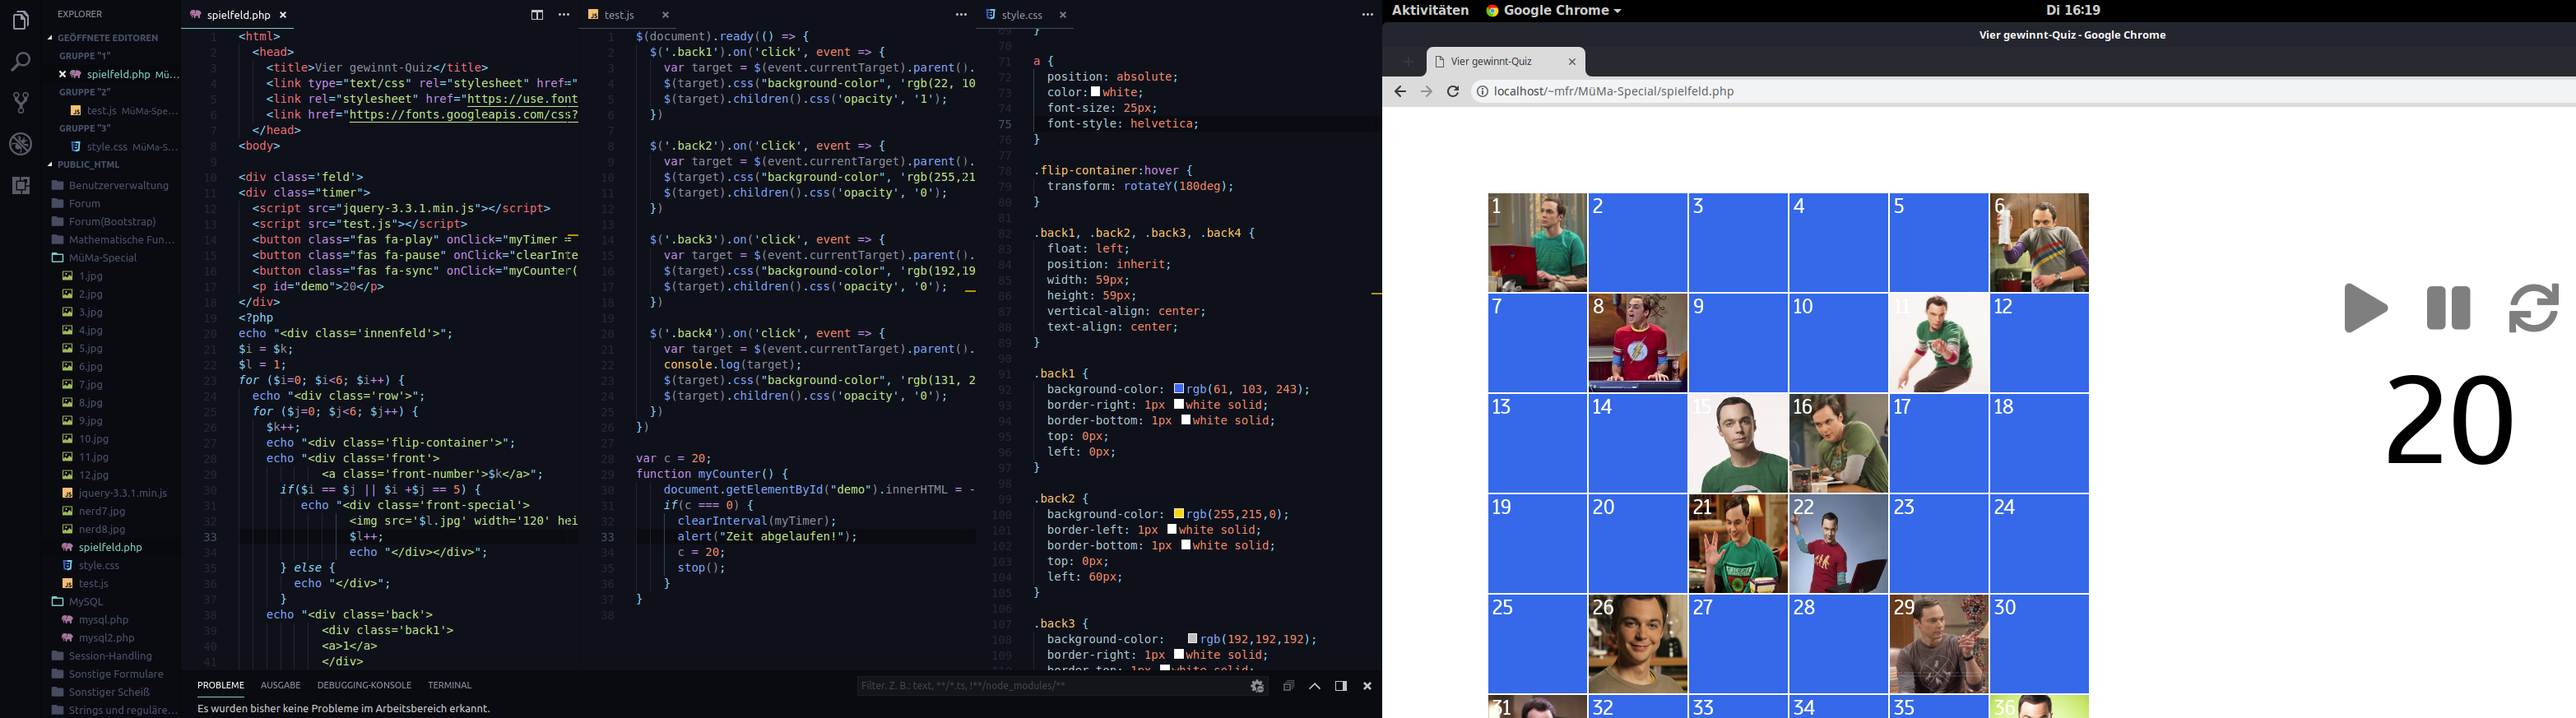 EXPLORER
GEÖFFNETE EDITOREN
GRUPPE "1"
spielfeld.php Mü...
GRUPPE "2"
test.js MüMa-Spe...
GRUPPE "3"
style.css MüMa-S...
PUBLIC_HTML
Benutzerverwaltung
Forum
Forum(Bootstrap)
Mathematische Fun...
MüMa-Special
1.jpg
2.jpg
3.jpg
4.jpg
5.jpg
6.jpg
7.jpg
8.jpg
9.jpg
10.jpg
11.jpg
12.jpg
jquery-3.3.1.min.js
nerd7.jpg
nerd8.jpg
spielfeld.php
style.css
test.js
MySQL
mysql.php
mysql2.php
Session-Handling
Sonstige Formulare
Sonstiger Scheiß
Strings und reguläre...
spielfeld.php
1 <html>
2 <head>
3 <title>Vier gewinnt-Quiz</title>
4 <link type="text/css" rel="stylesheet" href="
5 <link rel="stylesheet" href="https://use.font
6 <link href="https://fonts.googleapis.com/css?
7 </head>
8 <body>
9
10 <div class='feld'>
11 <div class="timer">
12 <script src="jquery-3.3.1.min.js"></script>
13 <script src="test.js"></script>
14 <button class="fas fa-play" onClick="myTimer =
15 <button class="fas fa-pause" onClick="clearInte
16 <button class="fas fa-sync" onClick="myCounter(
17 <p id="demo">20</p>
18 </div>
19 <?php
20 echo "<div class='innenfeld'>";
21 $i = $k;
22 $l = 1;
23 for ($i=0; $i<6; $i++) {
24 echo "<div class='row'>";
25 for ($j=0; $j<6; $j++) {
26 $k++;
27 echo "<div class='flip-container'>";
28 echo "<div class='front'>
29 <a class='front-number'>$k</a>";
30 if($i == $j || $i +$j == 5) {
31 echo "<div class='front-special'>
32 <img src='$l.jpg' width='120' hei
33 $l++;
34 echo "</div></div>";
35 } else {
36 echo "</div>";
37 }
38 echo "<div class='back'>
39 <div class='back1'>
40 <a>1</a>
41 </div>
test.js
1 $(document).ready(() => {
2 $('.back1').on('click', event => {
3 var target = $(event.currentTarget).parent().
4 $(target).css("background-color", 'rgb(22, 10
5 $(target).children().css('opacity', '1');
6 })
7
8 $('.back2').on('click', event => {
9 var target = $(event.currentTarget).parent().
10 $(target).css("background-color", 'rgb(255,21
11 $(target).children().css('opacity', '0');
12 })
13
14 $('.back3').on('click', event => {
15 var target = $(event.currentTarget).parent().
16 $(target).css("background-color", 'rgb(192,19
17 $(target).children().css('opacity', '0');
18 })
19
20 $('.back4').on('click', event => {
21 var target = $(event.currentTarget).parent().
22 console.log(target);
23 $(target).css("background-color", 'rgb(131, 2
24 $(target).children().css('opacity', '0');
25 })
26 })
27
28 var c = 20;
29 function myCounter() {
30 document.getElementById("demo").innerHTML = -
31 if(c === 0) {
32 clearInterval(myTimer);
33 alert("Zeit abgelaufen!");
34 c = 20;
35 stop();
36 }
37 }
38
style.css
69 }
70
71 a {
72 position: absolute;
73 color: white;
74 font-size: 25px;
75 font-style: helvetica;
76 }
77
78 .flip-container:hover {
79 transform: rotateY(180deg);
80 }
81
82 .back1, .back2, .back3, .back4 {
83 float: left;
84 position: inherit;
85 width: 59px;
86 height: 59px;
87 vertical-align: center;
88 text-align: center;
89 }
90
91 .back1 {
92 background-color: rgb(61, 103, 243);
93 border-right: 1px white solid;
94 border-bottom: 1px white solid;
95 top: 0px;
96 left: 0px;
97 }
98
99 .back2 {
100 background-color: rgb(255,215,0);
101 border-left: 1px white solid;
102 border-bottom: 1px white solid;
103 top: 0px;
104 left: 60px;
105 }
106
107 .back3 {
108 background-color: rgb(192,192,192);
109 border-right: 1px white solid;
border-top: 1px white solid;
PROBLEME AUSGABE DEBUGGING-KONSOLE TERMINAL
Filter. Z. B.: text, **/*.ts, !**/node_modules/**
Es wurden bisher keine Probleme im Arbeitsbereich erkannt.
Aktivitäten Google Chrome Di 16:19
Vier gewinnt-Quiz - Google Chrome
Vier gewinnt-Quiz
localhost/~mfr/MüMa-Special/spielfeld.php
1 2 3 4 5 6
7 8 9 10 11 12
13 14 15 16 17 18
19 20 21 22 23 24
25 26 27 28 29 30
31 32 33 34 35 36
20